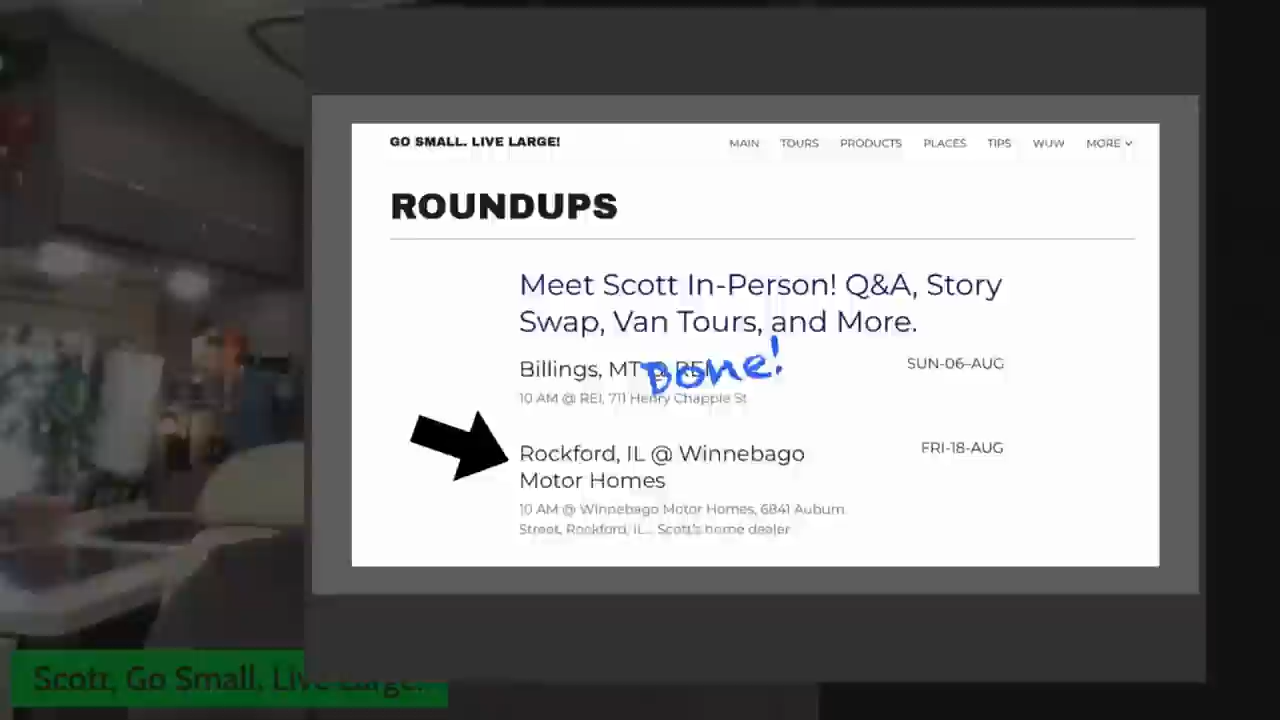 GO SMALL. LIVE LARGE!
MAIN TOURS PRODUCTS PLACES TIPS WUW MORE
ROUNDUPS
Meet Scott In-Person! Q&A, Story
Swap, Van Tours, and More.
Billings, MT @ REI SUN-06-AUG
Done!
10 AM @ REI, 711 Henry Chapple St
Rockford, IL @ Winnebago FRI-18-AUG
Motor Homes
10 AM @ Winnebago Motor Homes, 6841 Auburn
Street, Rockford, IL... Scott's home dealer
Scott, Go Small, Live Large!